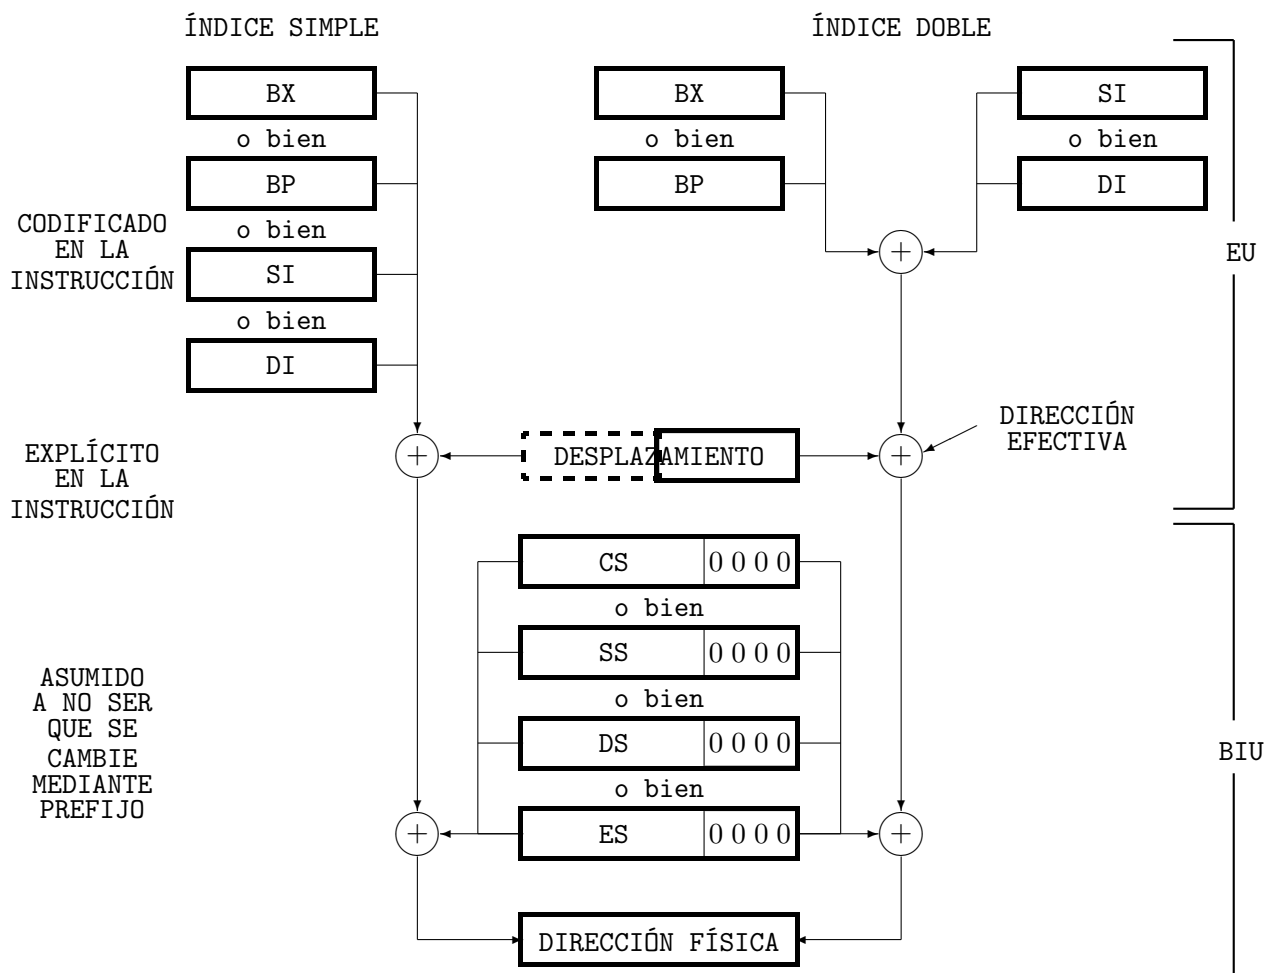 ÍNDICE SIMPLE
ÍNDICE DOBLE
BX
BX
SI
o bien
o bien
o bien
BP
BP
DI
CODIFICADO
EN LA
INSTRUCCIÓN
o bien
SI
o bien
DI
+
EU
EXPLÍCITO
EN LA
INSTRUCCIÓN
+
DESPLAZAMIENTO
+
DIRECCIÓN
EFECTIVA
CS 0 0 0 0
o bien
SS 0 0 0 0
o bien
DS 0 0 0 0
o bien
ES 0 0 0 0
ASUMIDO
A NO SER
QUE SE
CAMBIE
MEDIANTE
PREFIJO
BIU
+
+
DIRECCIÓN FÍSICA